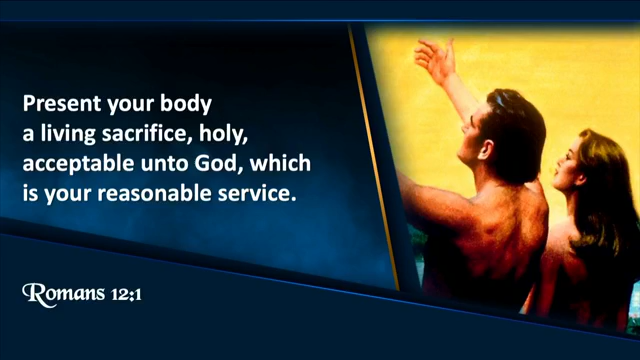 Present your body
a living sacrifice, holy,
acceptable unto God, which
is your reasonable service.
Romans 12:1